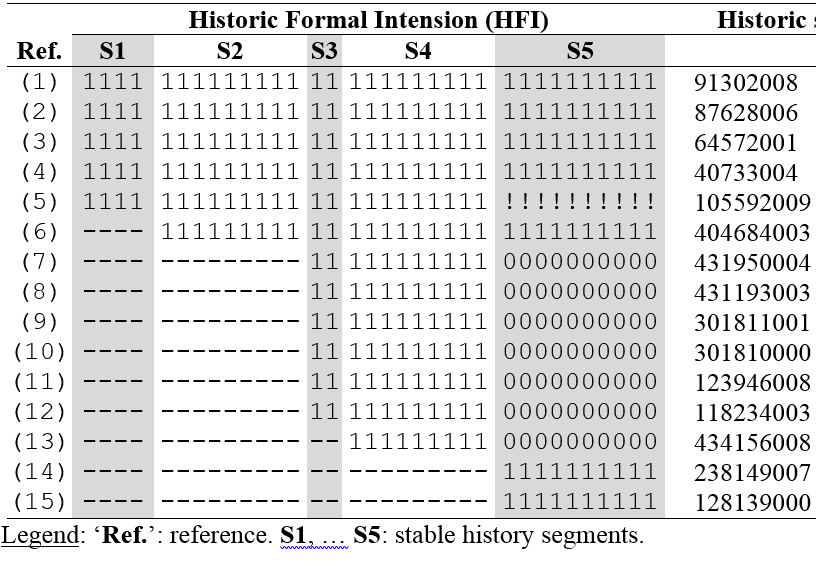 Historic Formal Intension (HFI) Historic s
Ref. S1 S2 S3 S4 S5
(1) 1111 111111111 11 111111111 1111111111 91302008
(2) 1111 111111111 11 111111111 1111111111 87628006
(3) 1111 111111111 11 111111111 1111111111 64572001
(4) 1111 111111111 11 111111111 1111111111 40733004
(5) 1111 111111111 11 111111111 !!!!!!!!!! 105592009
(6) ---- 111111111 11 111111111 1111111111 404684003
(7) ---- --------- 11 111111111 0000000000 431950004
(8) ---- --------- 11 111111111 0000000000 431193003
(9) ---- --------- 11 111111111 0000000000 301811001
(10) ---- --------- 11 111111111 0000000000 301810000
(11) ---- --------- 11 111111111 0000000000 123946008
(12) ---- --------- 11 111111111 0000000000 118234003
(13) ---- --------- -- 111111111 0000000000 434156008
(14) ---- --------- -- --------- 1111111111 238149007
(15) ---- --------- -- --------- 1111111111 128139000
Legend: ‘Ref.’: reference. S1, … S5: stable history segments.